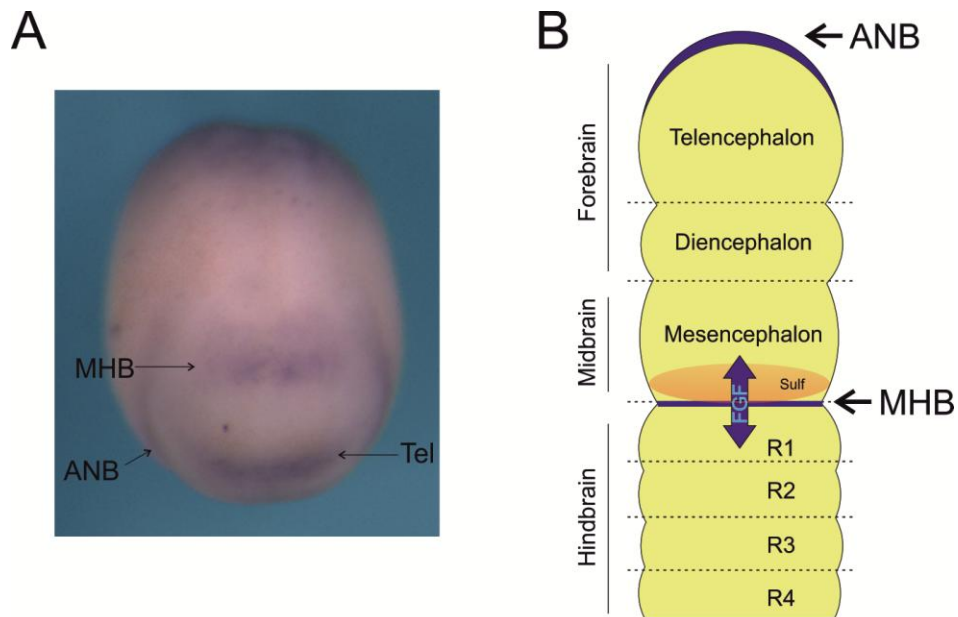 A
MHB
ANB
Tel
B
ANB
Forebrain
Telencephalon
Diencephalon
Midbrain
Mesencephalon
Sulf
FGF
MHB
Hindbrain
R1
R2
R3
R4